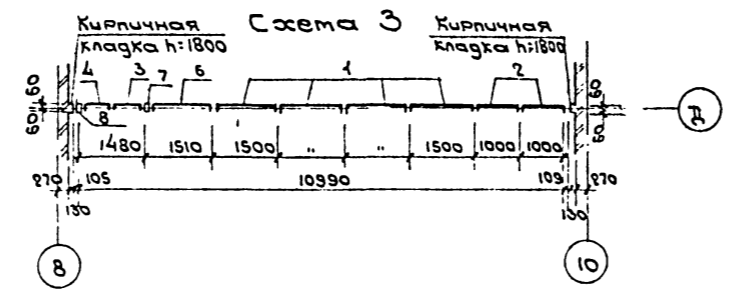 Схема 3
Кирпичная
кладка h=1800
Кирпичная
кладка h=1800
4 3 7 6 1 2
60
60
8
60
60
Д
1480 1510 1500 " " 1500 1000 1000
270 105 10990 109 270
130 130
8 10